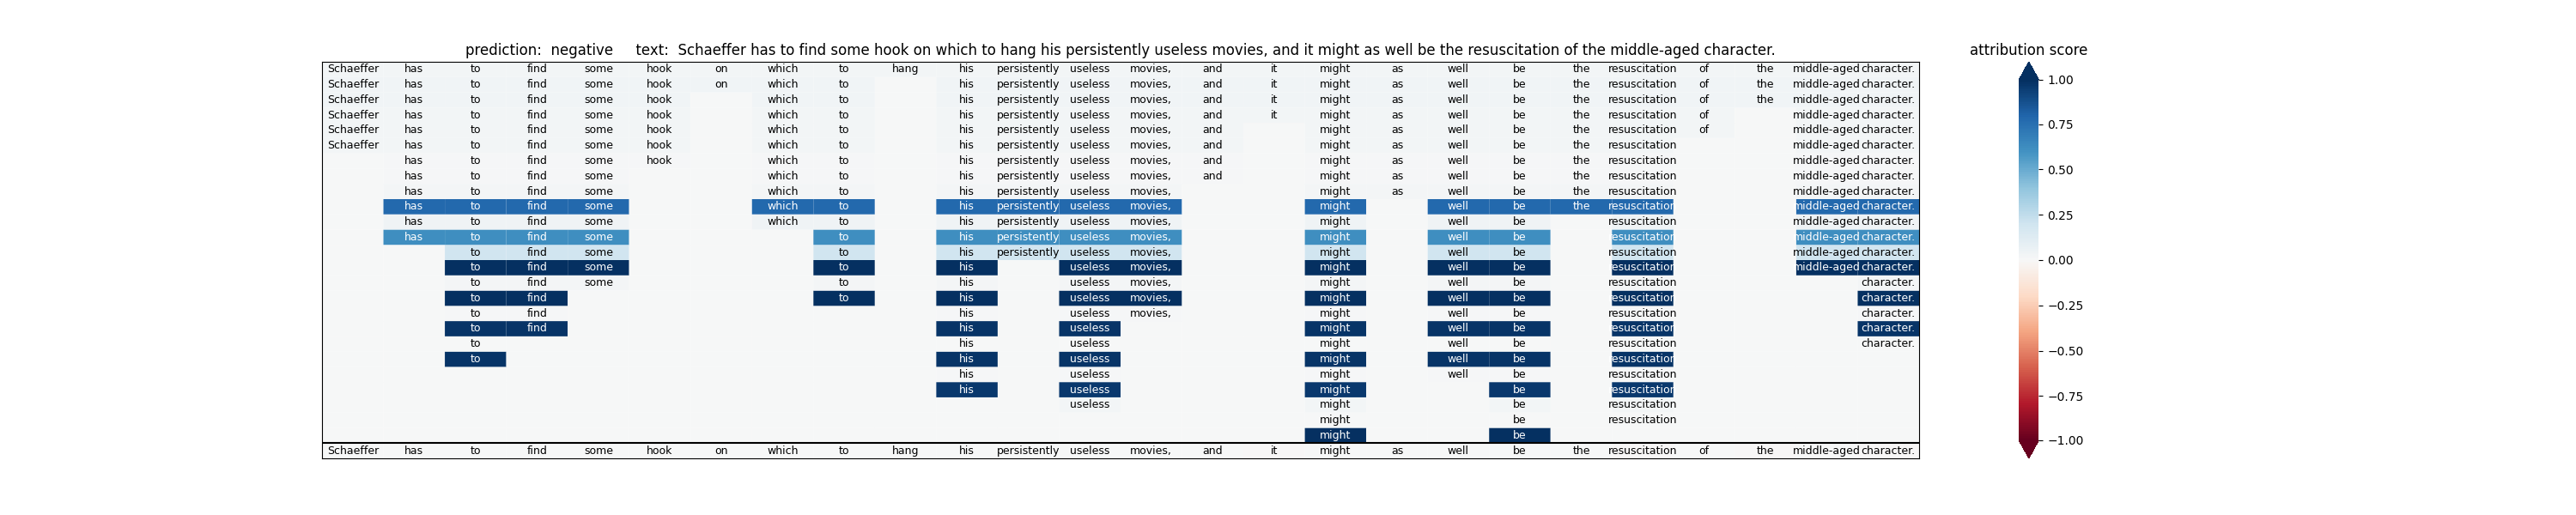 prediction: negative text: Schaeffer has to find some hook on which to hang his persistently useless movies, and it might as well be the resuscitation of the middle-aged character. attribution score
Schaeffer has to find some hook on which to hang his persistently useless movies, and it might as well be the resuscitation of the middle-aged character.
Schaeffer has to find some hook on which to his persistently useless movies, and it might as well be the resuscitation of the middle-aged character.
Schaeffer has to find some hook which to his persistently useless movies, and it might as well be the resuscitation of the middle-aged character.
Schaeffer has to find some hook which to his persistently useless movies, and it might as well be the resuscitation of middle-aged character.
Schaeffer has to find some hook which to his persistently useless movies, and might as well be the resuscitation of middle-aged character.
Schaeffer has to find some hook which to his persistently useless movies, and might as well be the resuscitation middle-aged character.
has to find some hook which to his persistently useless movies, and might as well be the resuscitation middle-aged character.
has to find some which to his persistently useless movies, and might as well be the resuscitation middle-aged character.
has to find some which to his persistently useless movies, might as well be the resuscitation middle-aged character.
has to find some which to his persistently useless movies, might well be the resuscitation middle-aged character.
has to find some which to his persistently useless movies, might well be resuscitation middle-aged character.
has to find some to his persistently useless movies, might well be resuscitation middle-aged character.
to find some to his persistently useless movies, might well be resuscitation middle-aged character.
to find some to his useless movies, might well be resuscitation middle-aged character.
to find some to his useless movies, might well be resuscitation character.
to find to his useless movies, might well be resuscitation character.
to find his useless movies, might well be resuscitation character.
to find his useless might well be resuscitation character.
to his useless might well be resuscitation character.
to his useless might well be resuscitation
his useless might well be resuscitation
his useless might be resuscitation
useless might be resuscitation
might be resuscitation
might be
Schaeffer has to find some hook on which to hang his persistently useless movies, and it might as well be the resuscitation of the middle-aged character.
1.00
0.75
0.50
0.25
0.00
−0.25
−0.50
−0.75
−1.00